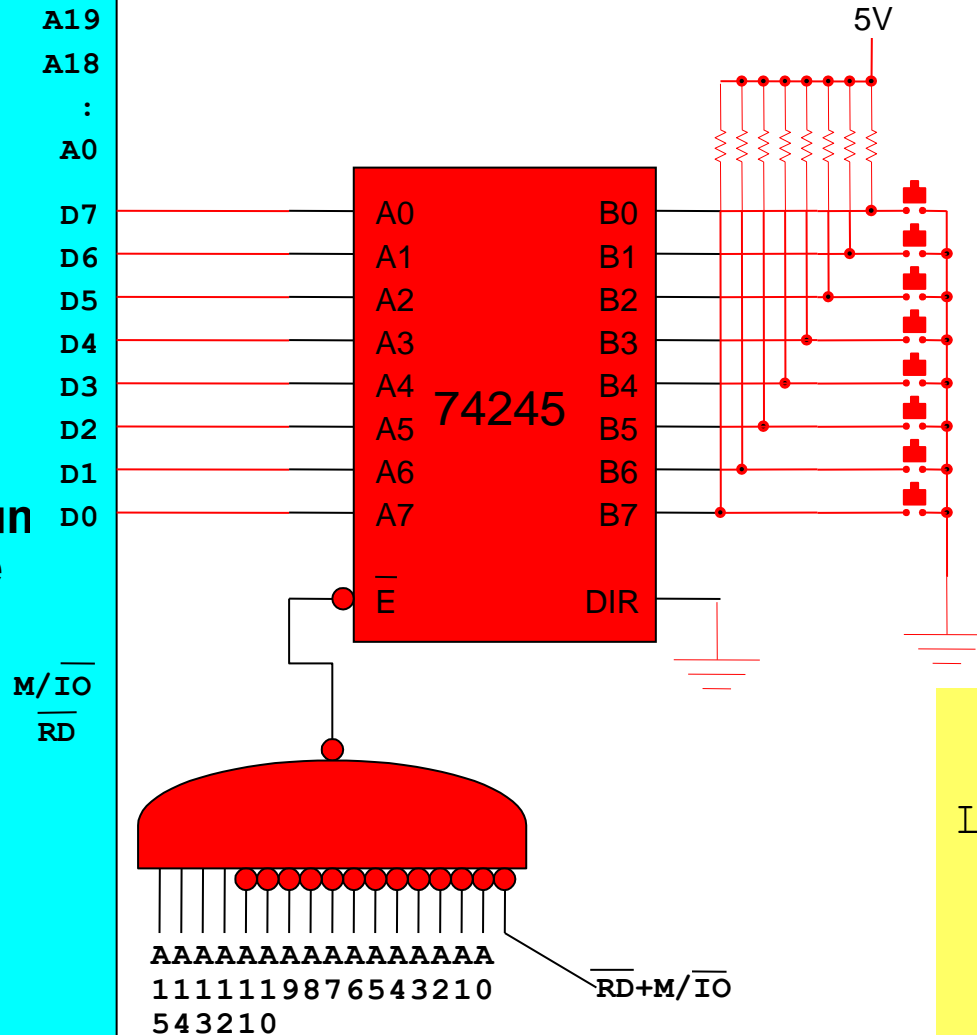 A19
5V
A18
:
A0
D7 A0 B0
D6 A1 B1
D5 A2 B2
D4 A3 B3
D3 A4 B4
74245
D2 A5 B5
D1 A6 B6
D0 A7 B7
E DIR
M/IO
RD
AAAAAAAAAAAAAAAA
1111119876543210
543210
RD+M/IO